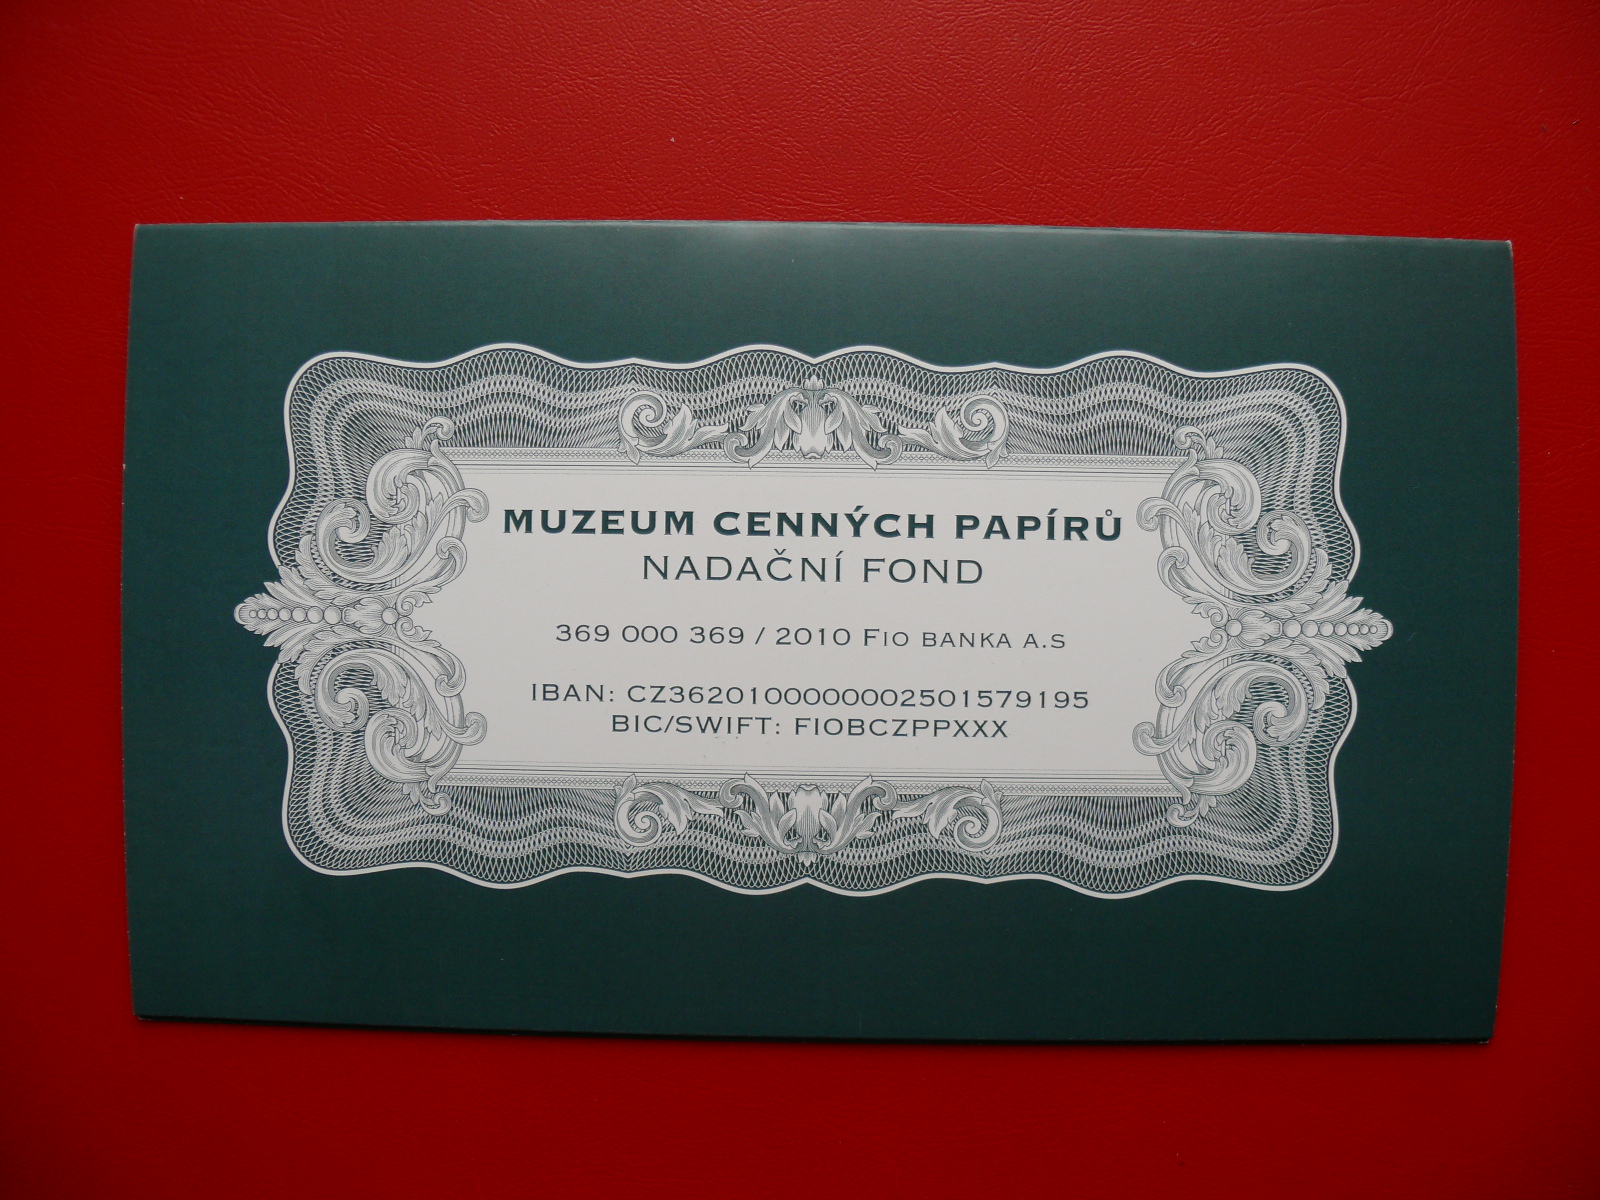 MUZEUM CENNÝCH PAPÍRŮ
NADAČNÍ FOND
369 000 369 / 2010 FIO BANKA A.S
IBAN: CZ3620100000002501579195
BIC/SWIFT: FIOBCZPPXXX